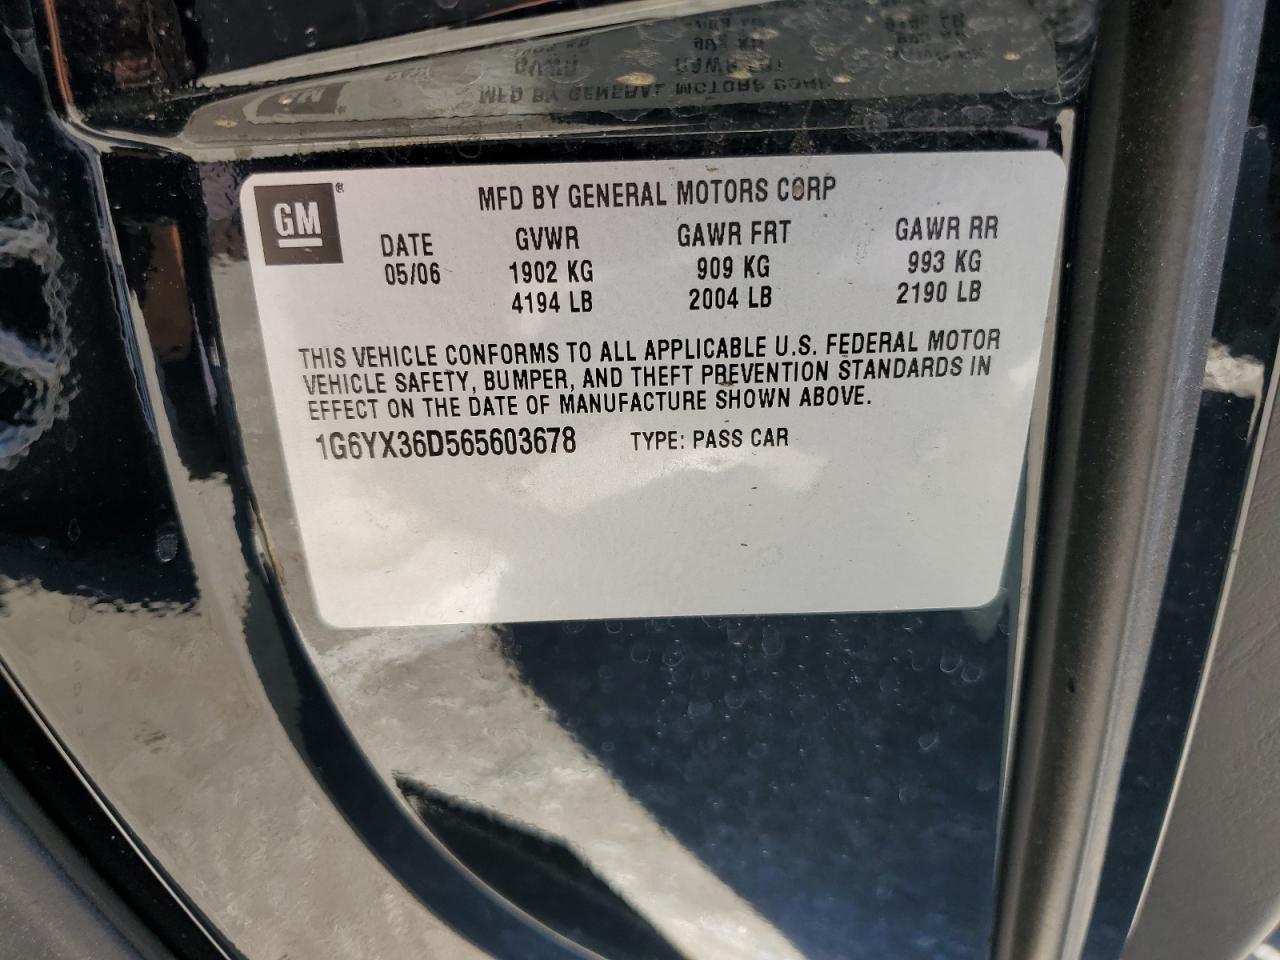 GM ®
MFD BY GENERAL MOTORS CORP
DATE GVWR GAWR FRT GAWR RR
05/06 1902 KG 909 KG 993 KG
4194 LB 2004 LB 2190 LB
THIS VEHICLE CONFORMS TO ALL APPLICABLE U.S. FEDERAL MOTOR
VEHICLE SAFETY, BUMPER, AND THEFT PREVENTION STANDARDS IN
EFFECT ON THE DATE OF MANUFACTURE SHOWN ABOVE.
1G6YX36D565603678 TYPE: PASS CAR